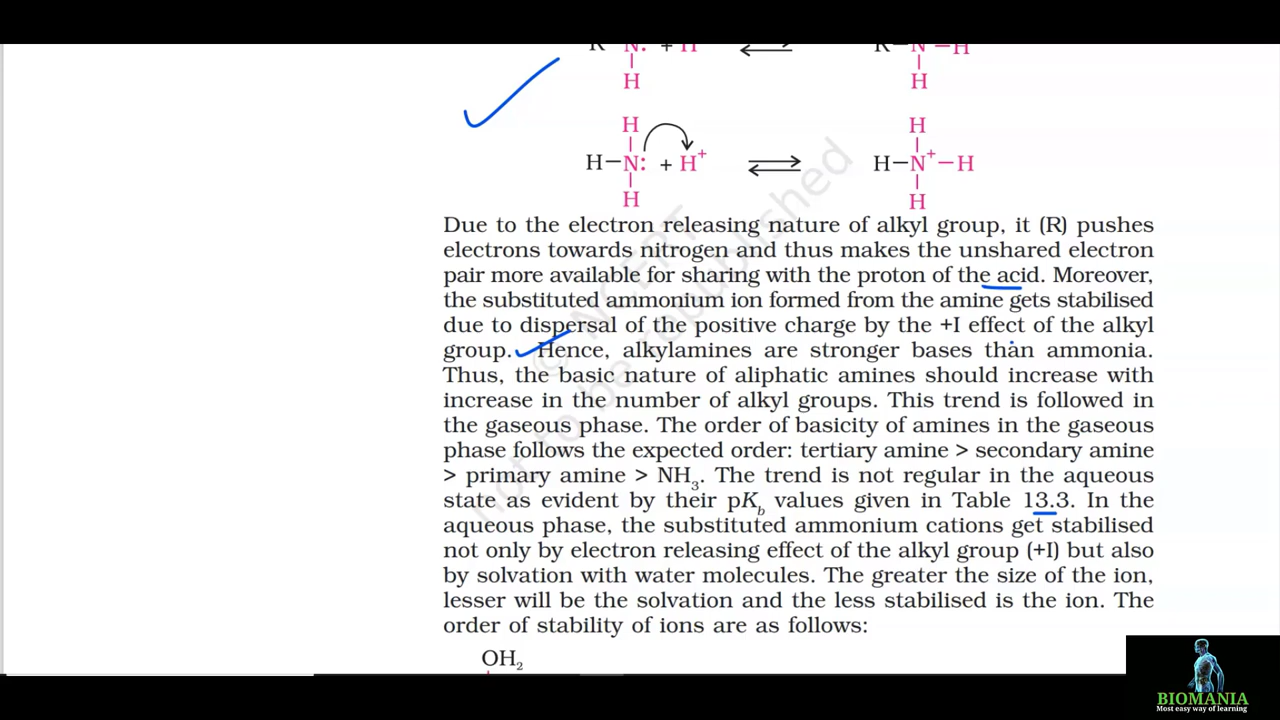 R N: + H R—N—H
H H
H H
H—N: + H+ H—N+—H
H H
Due to the electron releasing nature of alkyl group, it (R) pushes
electrons towards nitrogen and thus makes the unshared electron
pair more available for sharing with the proton of the acid. Moreover,
the substituted ammonium ion formed from the amine gets stabilised
due to dispersal of the positive charge by the +I effect of the alkyl
group. Hence, alkylamines are stronger bases than ammonia.
Thus, the basic nature of aliphatic amines should increase with
increase in the number of alkyl groups. This trend is followed in
the gaseous phase. The order of basicity of amines in the gaseous
phase follows the expected order: tertiary amine > secondary amine
> primary amine > NH3. The trend is not regular in the aqueous
state as evident by their pKb values given in Table 13.3. In the
aqueous phase, the substituted ammonium cations get stabilised
not only by electron releasing effect of the alkyl group (+I) but also
by solvation with water molecules. The greater the size of the ion,
lesser will be the solvation and the less stabilised is the ion. The
order of stability of ions are as follows:
OH2
© NCERT
not to be republished
BIOMANIA
Most easy way of learning